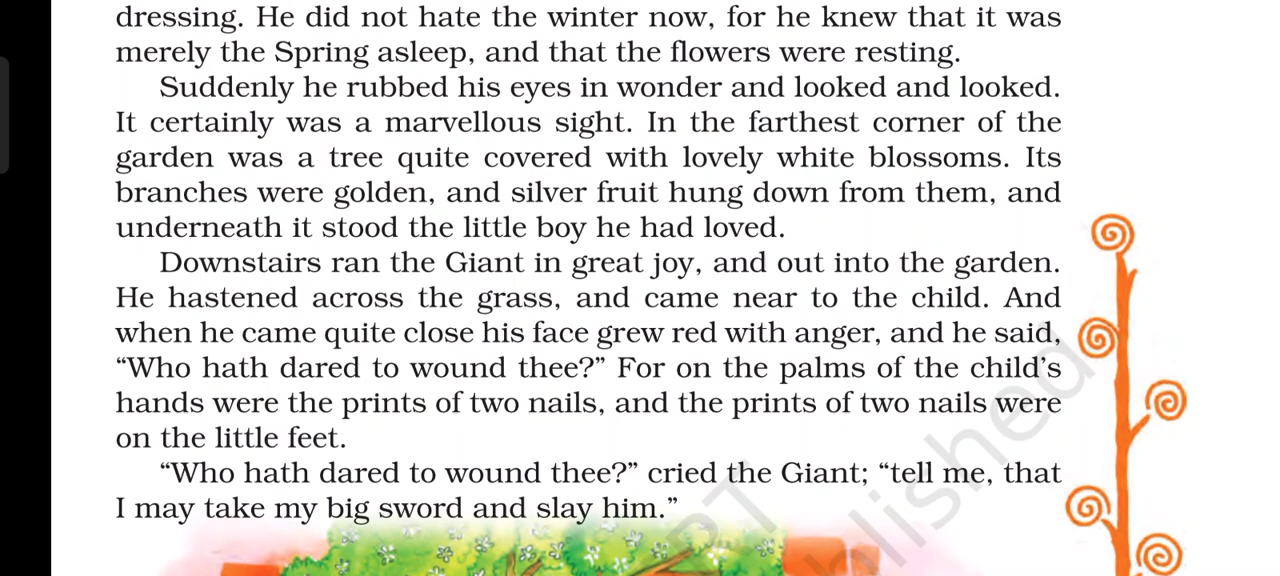 dressing. He did not hate the winter now, for he knew that it was
merely the Spring asleep, and that the flowers were resting.
Suddenly he rubbed his eyes in wonder and looked and looked.
It certainly was a marvellous sight. In the farthest corner of the
garden was a tree quite covered with lovely white blossoms. Its
branches were golden, and silver fruit hung down from them, and
underneath it stood the little boy he had loved.
Downstairs ran the Giant in great joy, and out into the garden.
He hastened across the grass, and came near to the child. And
when he came quite close his face grew red with anger, and he said,
“Who hath dared to wound thee?” For on the palms of the child’s
hands were the prints of two nails, and the prints of two nails were
on the little feet.
“Who hath dared to wound thee?” cried the Giant; “tell me, that
I may take my big sword and slay him.”